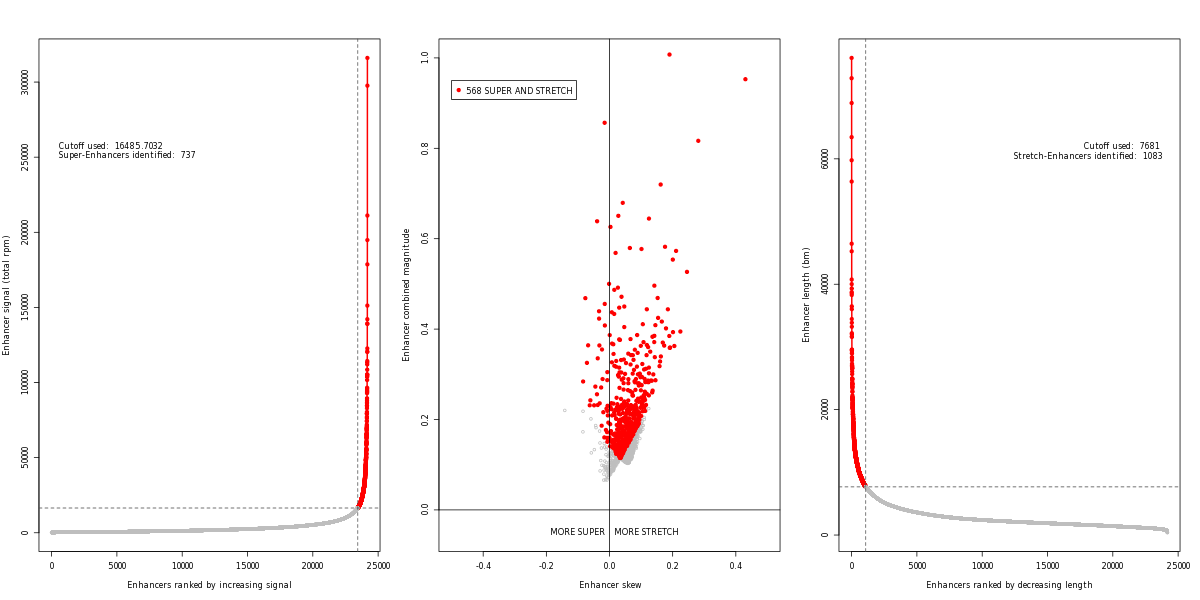 Cutoff used: 16485.7032
Super-Enhancers identified: 737
Enhancer signal (total rpm)
300000
250000
200000
150000
100000
50000
0
0
5000
10000
15000
20000
25000
Enhancers ranked by increasing signal
568 SUPER AND STRETCH
Enhancer combined magnitude
1.0
0.8
0.6
0.4
0.2
0.0
MORE SUPER
MORE STRETCH
-0.4
-0.2
0.0
0.2
0.4
Enhancer skew
Cutoff used: 7681
Stretch-Enhancers identified: 1083
Enhancer length (bm)
60000
40000
20000
0
0
5000
10000
15000
20000
25000
Enhancers ranked by decreasing length